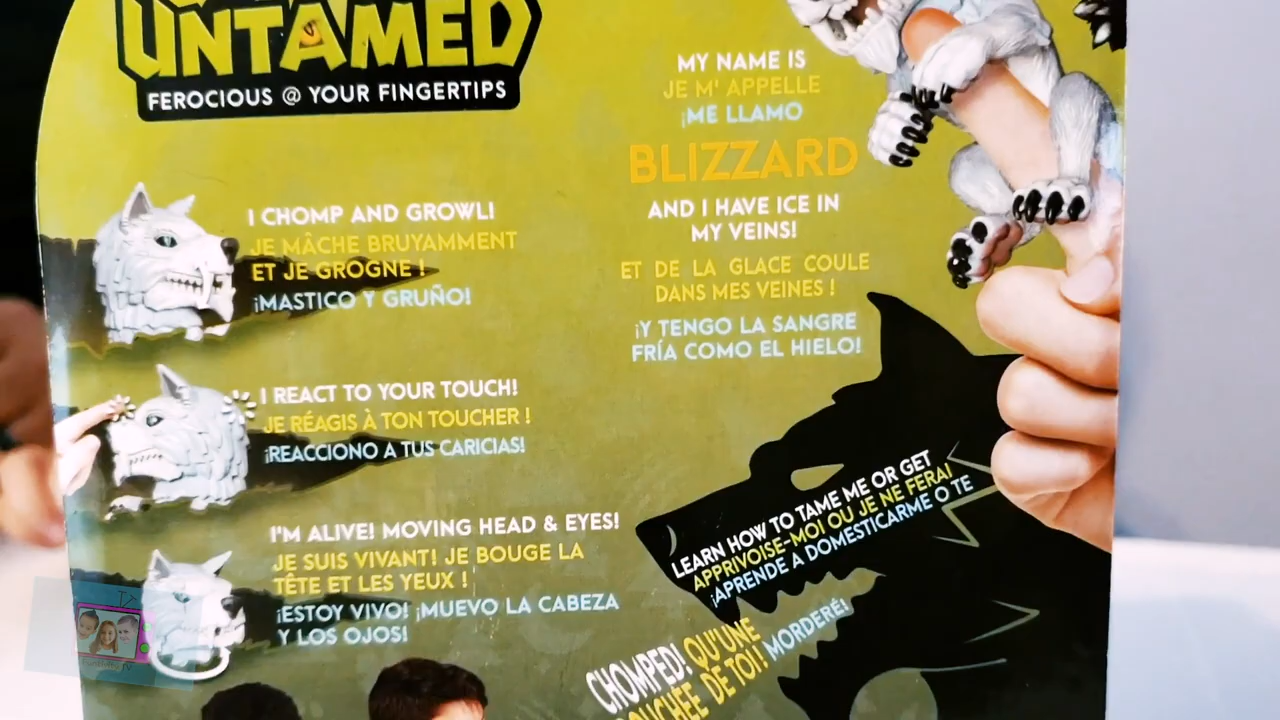 UNTAMED
FEROCIOUS @ YOUR FINGERTIPS
MY NAME IS
JE M' APPELLE
¡ME LLAMO
BLIZZARD
AND I HAVE ICE IN
MY VEINS!
ET DE LA GLACE COULE
DANS MES VEINES !
¡Y TENGO LA SANGRE
FRÍA COMO EL HIELO!
I CHOMP AND GROWL!
JE MÂCHE BRUYAMMENT
ET JE GROGNE !
¡MASTICO Y GRUÑO!
I REACT TO YOUR TOUCH!
JE RÉAGIS À TON TOUCHER !
¡REACCIONO A TUS CARICIAS!
I'M ALIVE! MOVING HEAD & EYES!
JE SUIS VIVANT! JE BOUGE LA
TÊTE ET LES YEUX !
¡ESTOY VIVO! ¡MUEVO LA CABEZA
Y LOS OJOS!
LEARN HOW TO TAME ME OR GET
APPRIVOISE-MOI OU JE NE FERAI
¡APRENDE A DOMESTICARME O TE
CHOMPED! QU'UNE
BOUCHÉE DE TOI! MORDERÉ!
TV